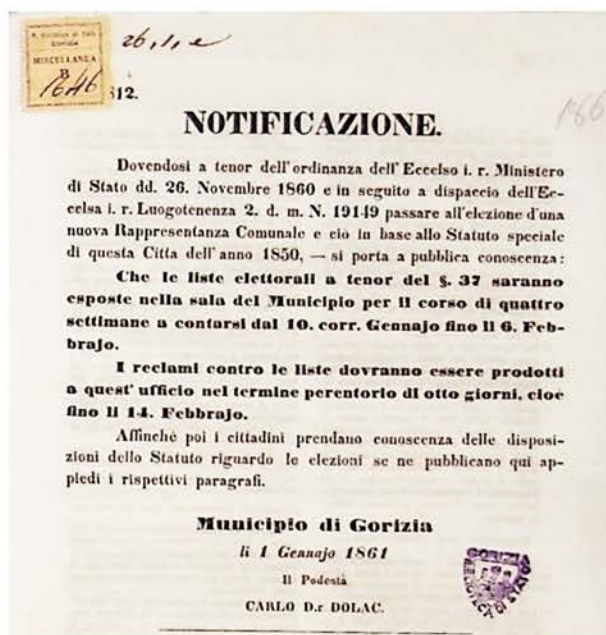 26,1,e
MISCELLANEA
B
1646
812.
NOTIFICAZIONE.
Dovendosi a tenor dell'ordinanza dell'Eccelso i. r. Ministero
di Stato dd. 26. Novembre 1860 e in seguito a dispaccio dell'Ec-
celsa i. r. Luogotenenza 2. d. m. N. 19149 passare all'elezione d'una
nuova Rappresentanza Comunale e ciò in base allo Statuto speciale
di questa Citta dell'anno 1850, — si porta a pubblica conoscenza:
Che le liste elettorali a tenor del §. 37 saranno
esposte nella sala del Municipio per il corso di quattro
settimane a contarsi dal 10. corr. Gennajo fino li 6. Feb-
brajo.
I reclami contro le liste dovranno essere prodotti
a quest' ufficio nel termine perentorio di otto giorni, cioè
fino li 14. Febbrajo.
Affinchè poi i cittadini prendano conoscenza delle disposi-
zioni dello Statuto riguardo le elezioni se ne pubblicano qui ap-
piedi i rispettivi paragrafi.
Municipio di Gorizia
li 1 Gennajo 1861
Il Podestà
CARLO D.r DOLAC.
GORIZIA